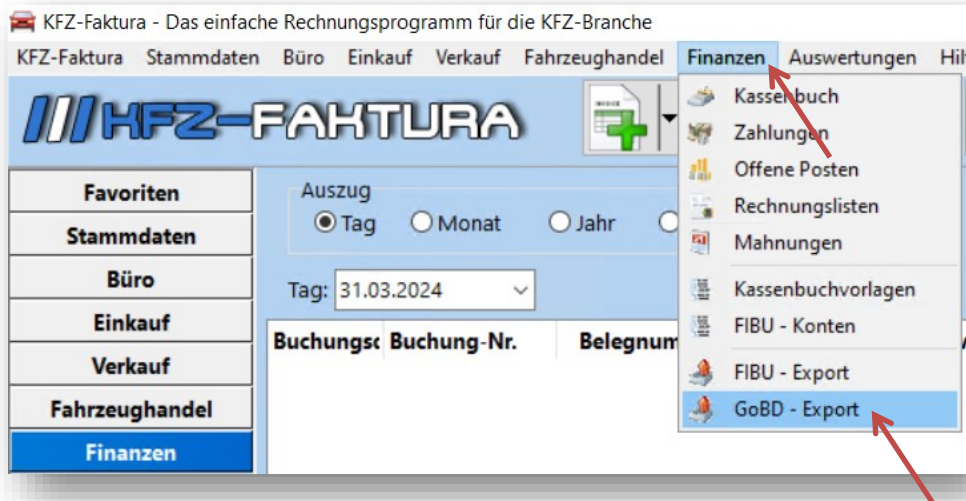 KFZ-Faktura - Das einfache Rechnungsprogramm für die KFZ-Branche
KFZ-Faktura Stammdaten Büro Einkauf Verkauf Fahrzeughandel Finanzen Auswertungen
KFZ-FAKTURA
INVOICE
Kassenbuch
Zahlungen
Offene Posten
Rechnungslisten
Mahnungen
Kassenbuchvorlagen
FIBU - Konten
FIBU - Export
GoBD - Export
Favoriten
Stammdaten
Büro
Einkauf
Verkauf
Fahrzeughandel
Finanzen
Auszug
Tag Monat Jahr
Tag: 31.03.2024
Buchung-Nr.